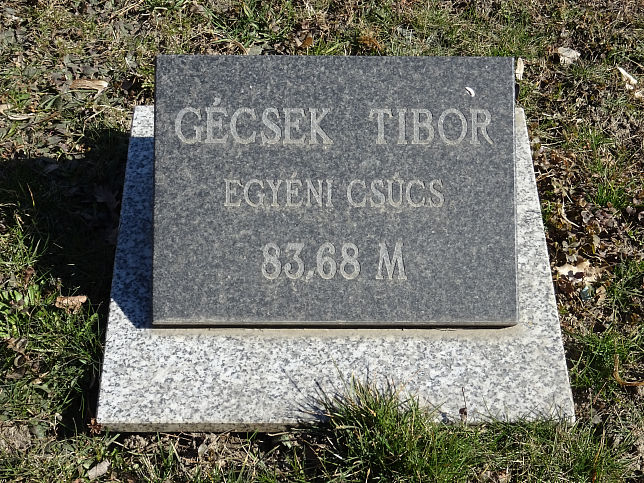 GÉCSEK TIBOR
EGYÉNI CSÚCS
83,68 M